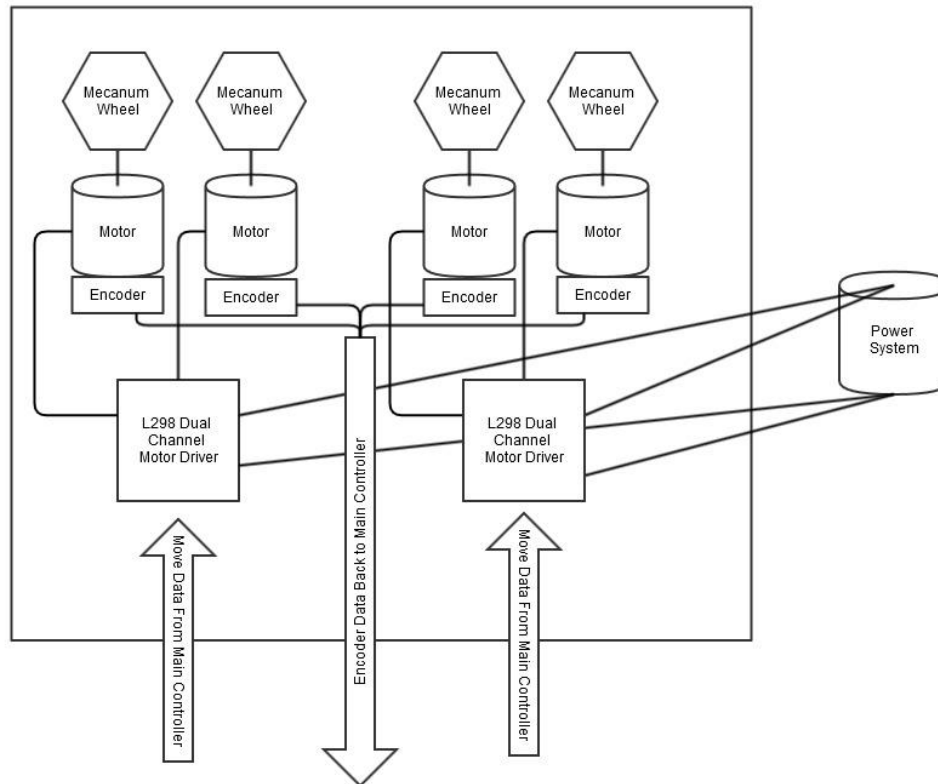 Mecanum
Wheel
Mecanum
Wheel
Mecanum
Wheel
Mecanum
Wheel
Motor
Motor
Motor
Motor
Encoder
Encoder
Encoder
Encoder
Power
System
L298 Dual
Channel
Motor Driver
L298 Dual
Channel
Motor Driver
Move Data From Main Controller
Encoder Data Back to Main Controller
Move Data From Main Controller